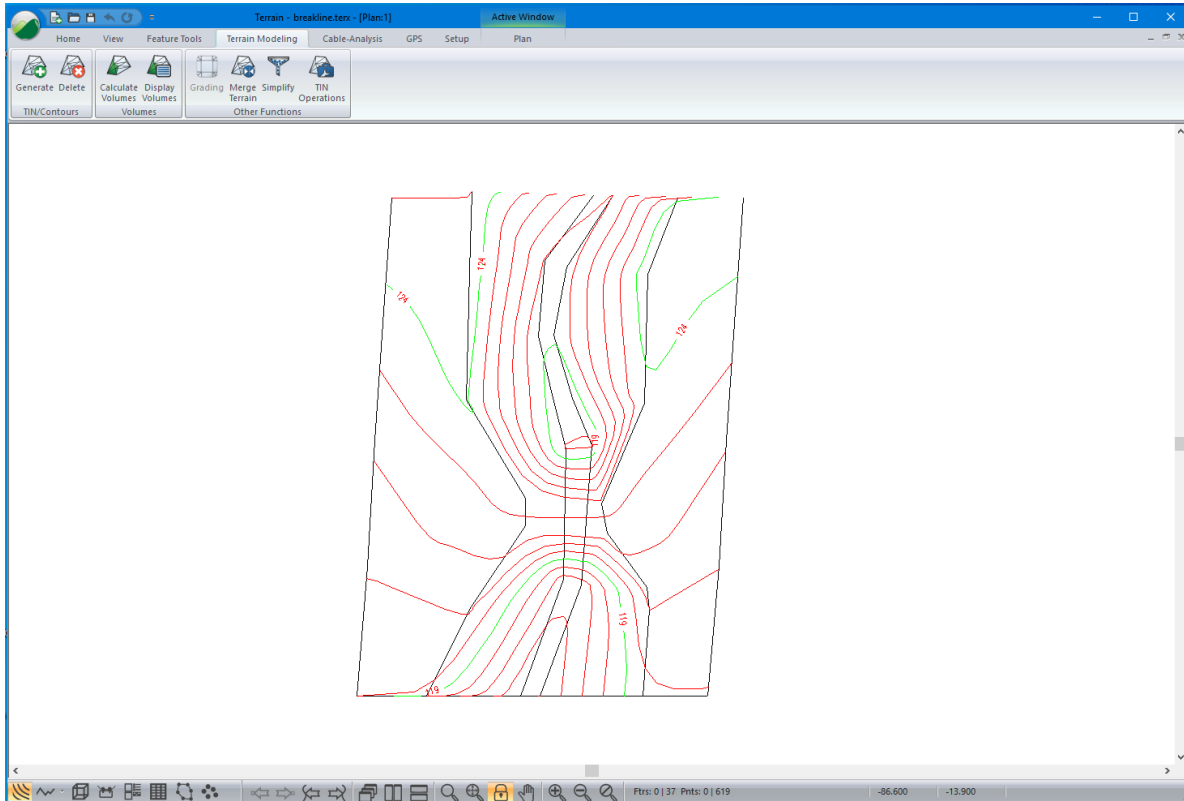 Terrain - breakline.terx - [Plan:1]
Active Window
Home View Feature Tools Terrain Modeling Cable-Analysis GPS Setup Plan
Generate Delete Calculate Volumes Display Volumes Grading Merge Terrain Simplify TIN Operations
TIN/Contours Volumes Other Functions
124
124
124
119
119
119
Ftrs: 0 | 37 Pnts: 0 | 619 -86.600 -13.900